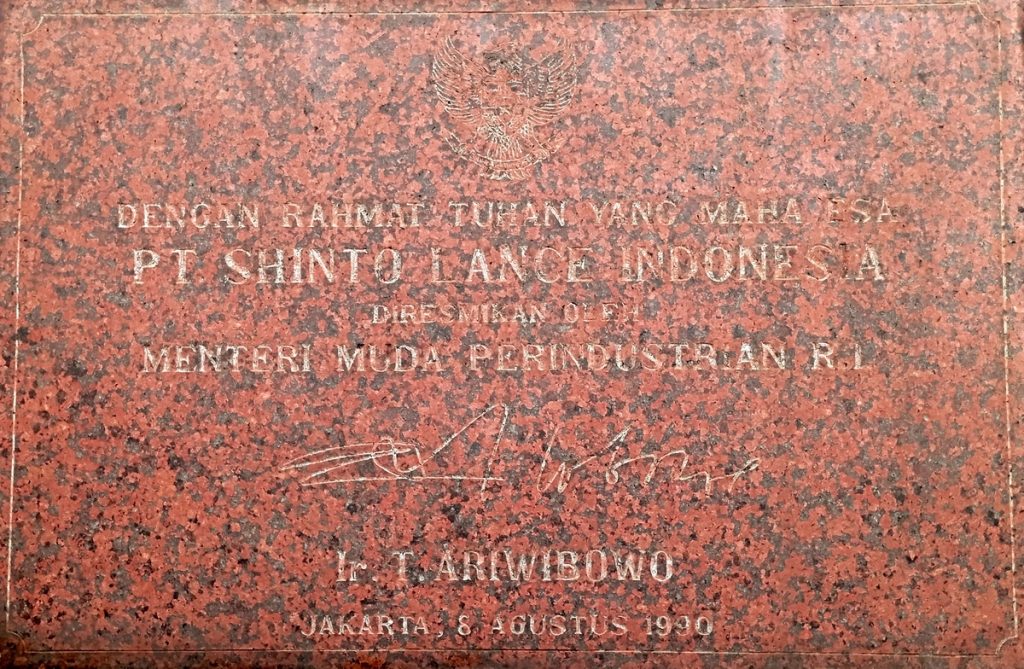 DENGAN RAHMAT TUHAN YANG MAHA ESA
PT SHINTO LANCE INDONESIA
DIRESMIKAN OLEH
MENTERI MUDA PERINDUSTRIAN R.I.
Ir. T. ARIWIBOWO
JAKARTA, 8 AGUSTUS 1990